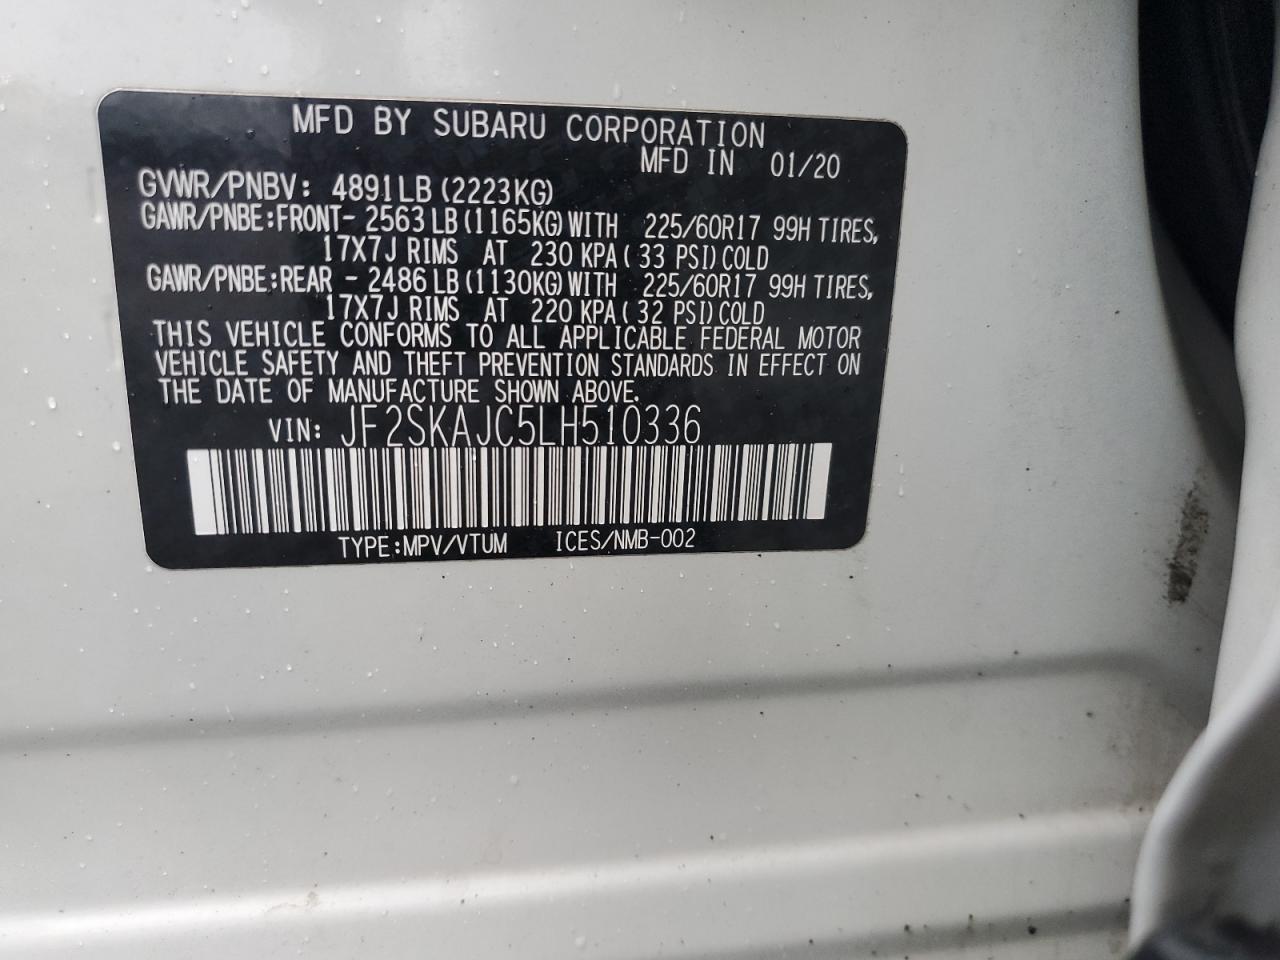 MFD BY SUBARU CORPORATION
MFD IN 01/20
GVWR/PNBV: 4891LB (2223KG)
GAWR/PNBE:FRONT- 2563 LB (1165KG) WITH 225/60R17 99H TIRES,
17X7J RIMS AT 230 KPA ( 33 PSI) COLD
GAWR/PNBE:REAR - 2486 LB (1130KG) WITH 225/60R17 99H TIRES,
17X7J RIMS AT 220 KPA ( 32 PSI) COLD
THIS VEHICLE CONFORMS TO ALL APPLICABLE FEDERAL MOTOR
VEHICLE SAFETY AND THEFT PREVENTION STANDARDS IN EFFECT ON
THE DATE OF MANUFACTURE SHOWN ABOVE.
VIN: JF2SKAJC5LH510336
TYPE:MPV/VTUM ICES/NMB-002